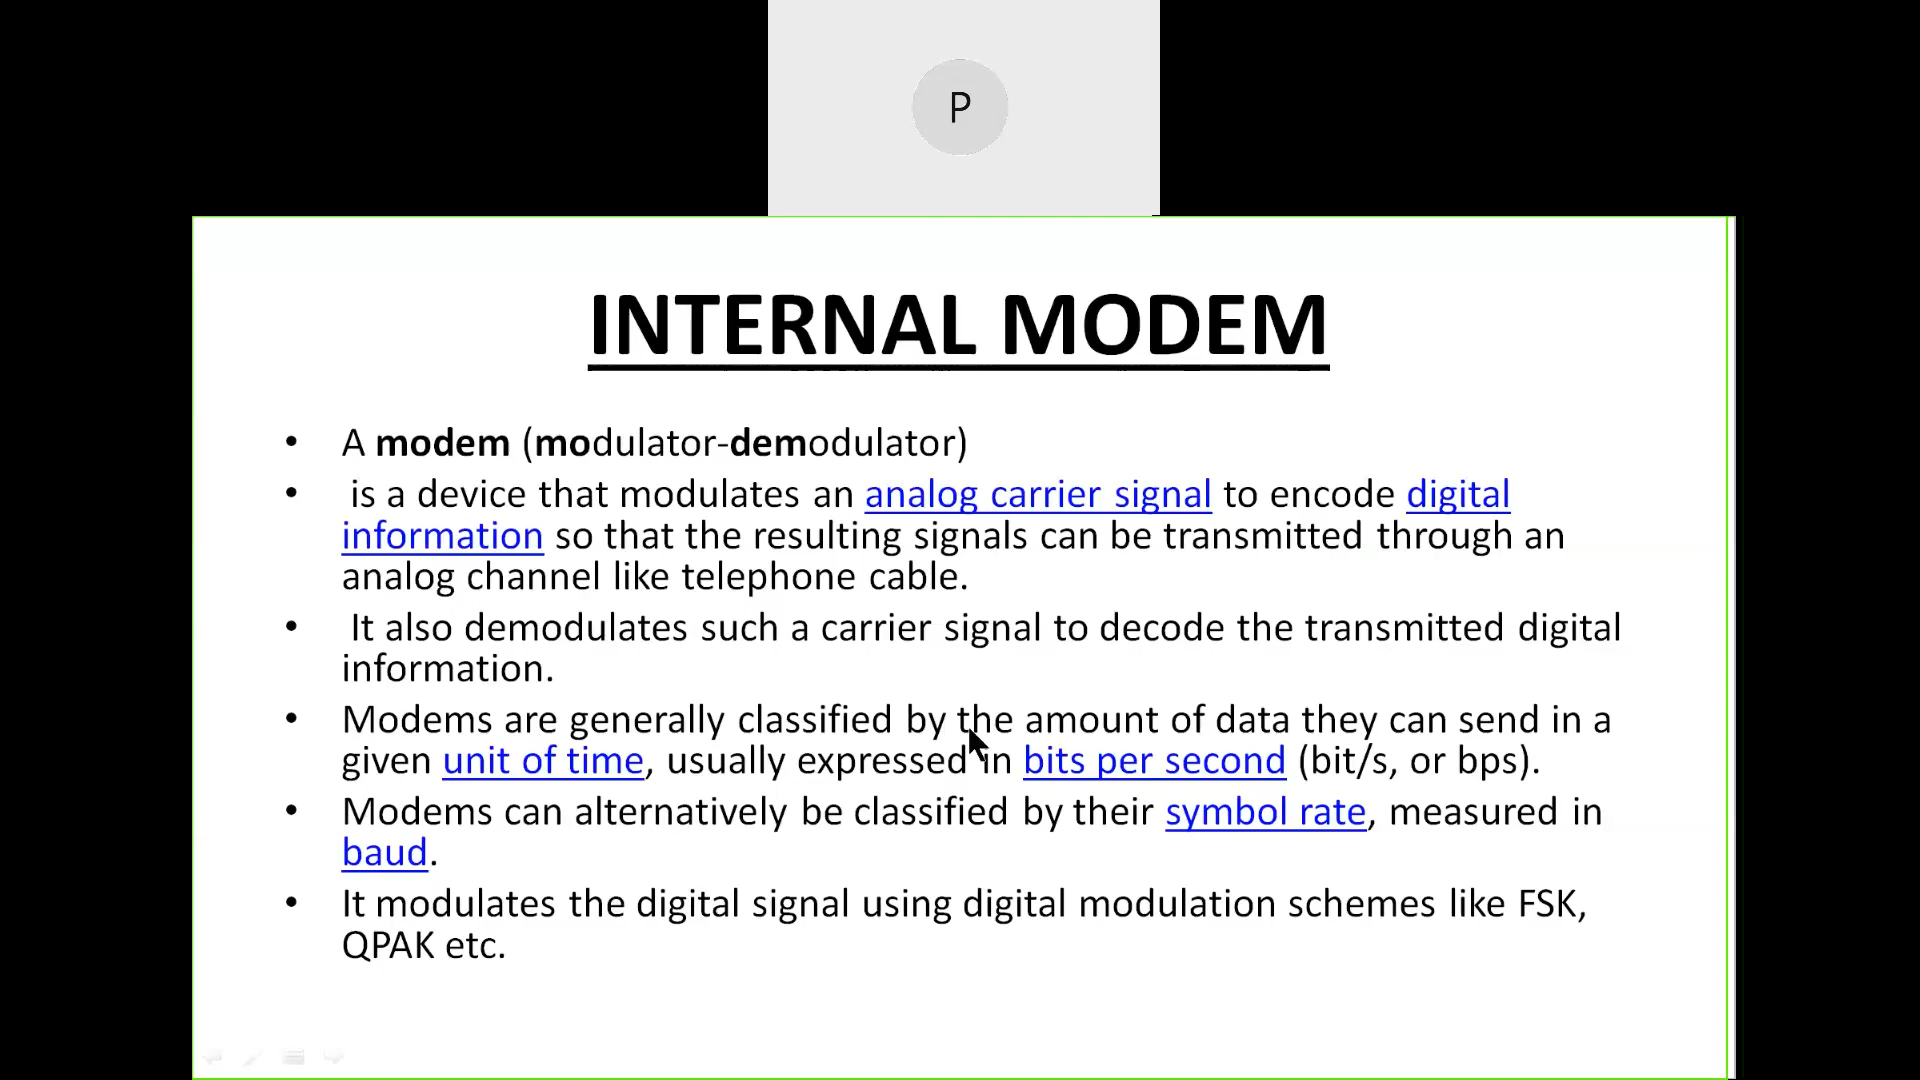 P
INTERNAL MODEM
• A modem (modulator-demodulator)
• is a device that modulates an analog carrier signal to encode digital
information so that the resulting signals can be transmitted through an
analog channel like telephone cable.
• It also demodulates such a carrier signal to decode the transmitted digital
information.
• Modems are generally classified by the amount of data they can send in a
given unit of time, usually expressed in bits per second (bit/s, or bps).
• Modems can alternatively be classified by their symbol rate, measured in
baud.
• It modulates the digital signal using digital modulation schemes like FSK,
QPAK etc.